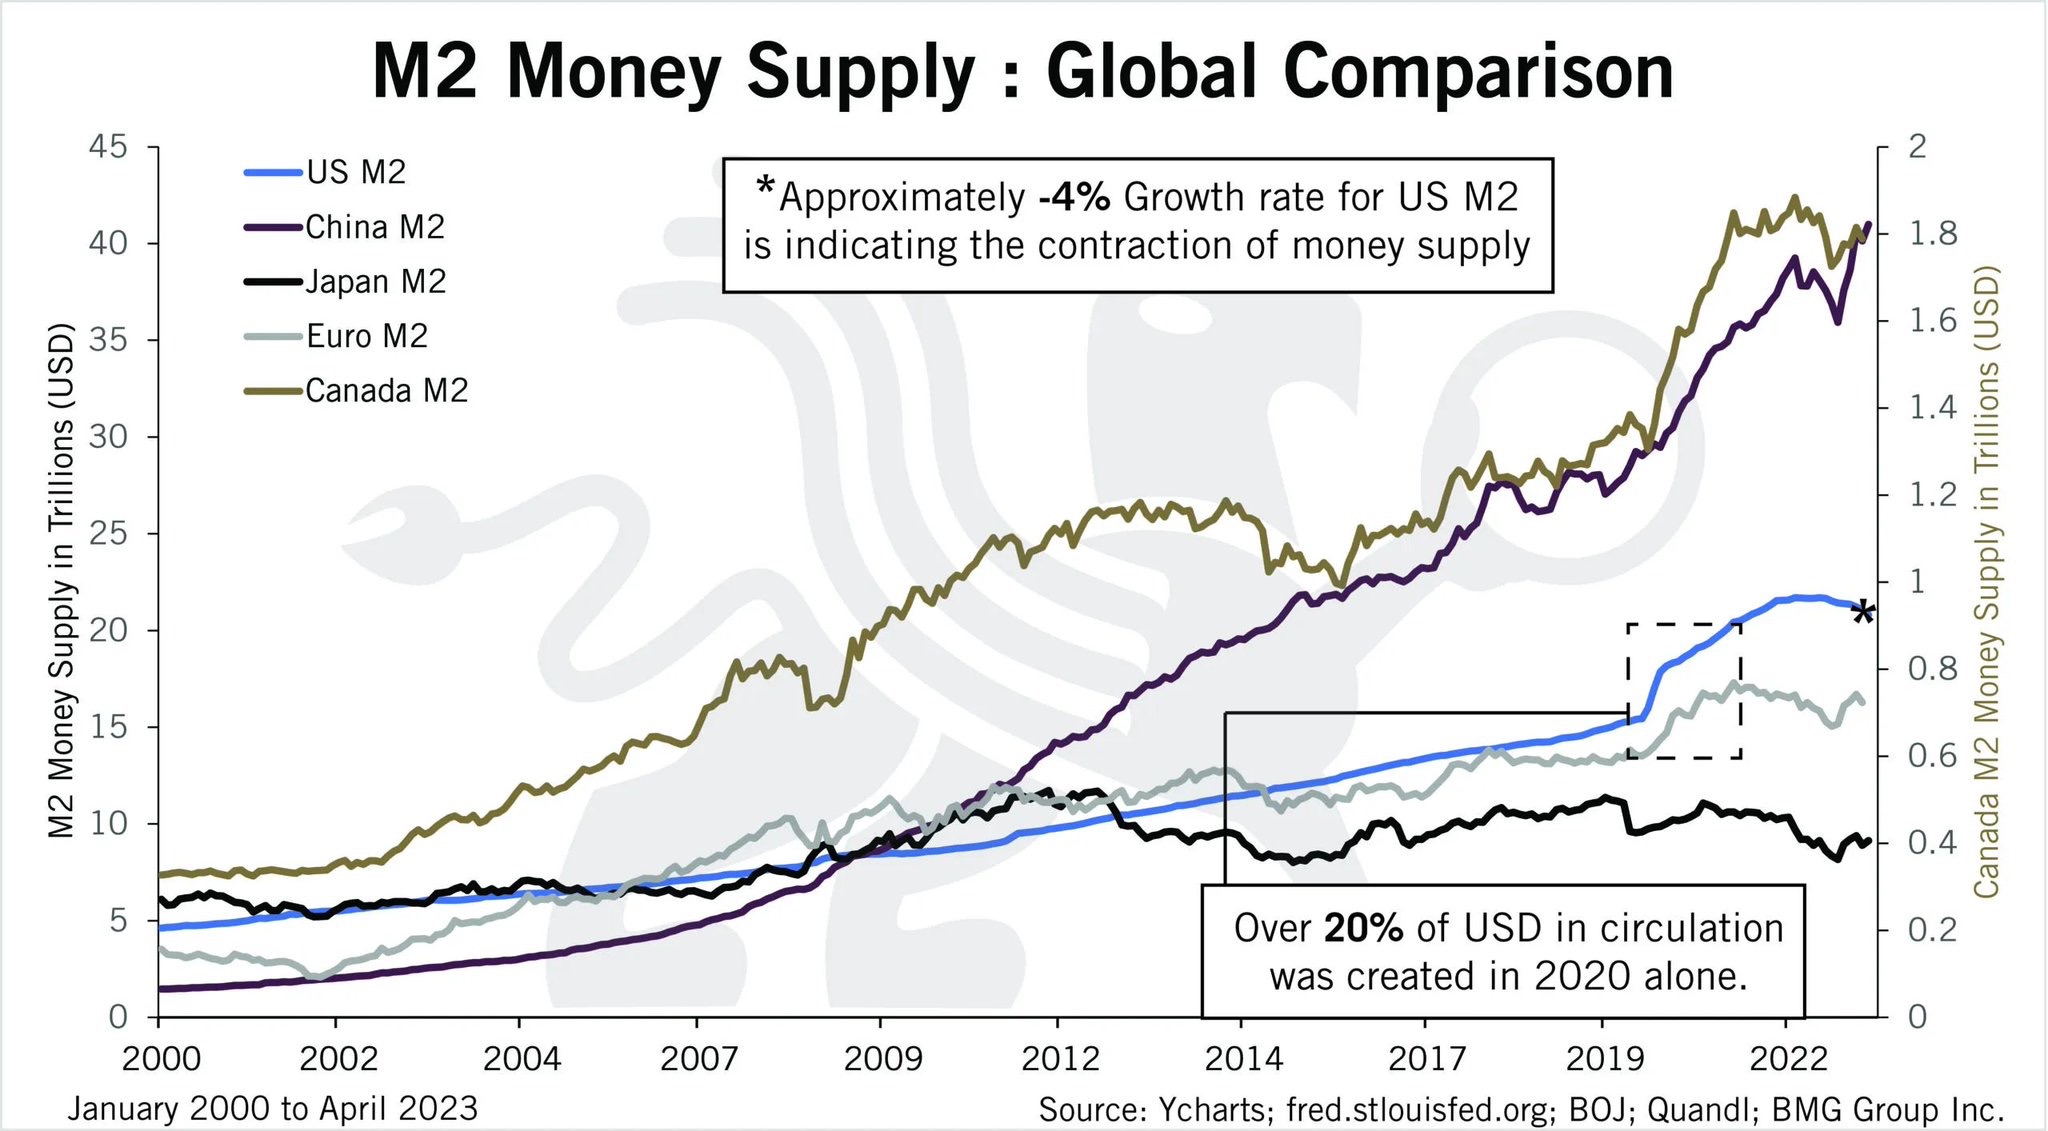 M2 Money Supply : Global Comparison
US M2
China M2
Japan M2
Euro M2
Canada M2
*Approximately -4% Growth rate for US M2
is indicating the contraction of money supply
M2 Money Supply in Trillions (USD)
45
40
35
30
25
20
15
10
5
0
2
1.8
1.6
1.4
1.2
1
0.8
0.6
0.4
0.2
0
Canada M2 Money Supply in Trillions (USD)
*
Over 20% of USD in circulation
was created in 2020 alone.
2000 2002 2004 2007 2009 2012 2014 2017 2019 2022
January 2000 to April 2023
Source: Ycharts; fred.stlouisfed.org; BOJ; Quandl; BMG Group Inc.